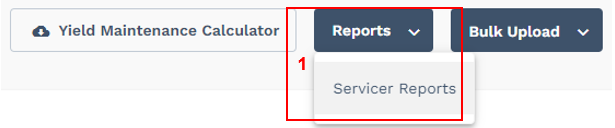 Yield Maintenance Calculator
Reports
Bulk Upload
1
Servicer Reports